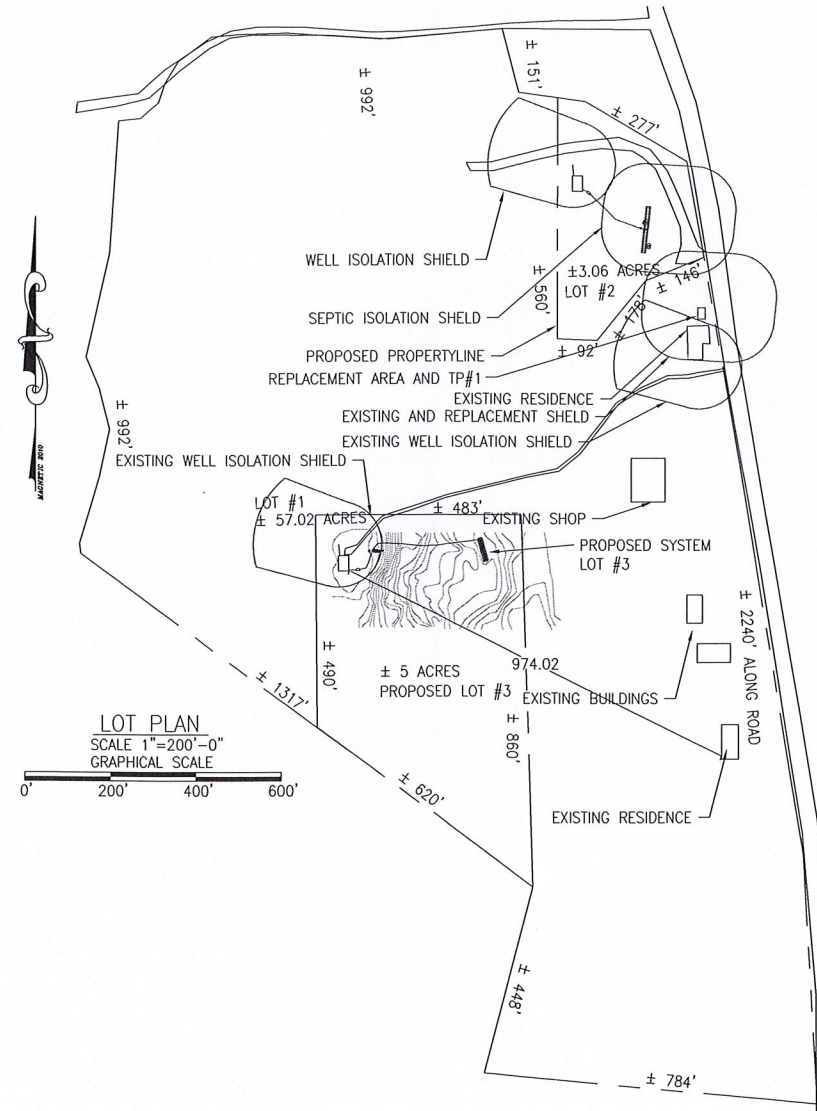 ± 151'
± 992'
± 277'
WELL ISOLATION SHIELD
±3.06 ACRES
LOT #2
± 146'
± 560'
± 178'
SEPTIC ISOLATION SHELD
PROPOSED PROPERTYLINE
± 92'
REPLACEMENT AREA AND TP#1
EXISTING RESIDENCE
EXISTING AND REPLACEMENT SHELD
EXISTING WELL ISOLATION SHIELD
± 992'
MAGNETIC 2010
EXISTING WELL ISOLATION SHIELD
LOT #1
± 57.02 ACRES
± 483'
EXISTING SHOP
PROPOSED SYSTEM
LOT #3
± 2240' ALONG ROAD
± 490'
974.02
± 5 ACRES
PROPOSED LOT #3
EXISTING BUILDINGS
± 1317'
± 860'
LOT PLAN
SCALE 1"=200'-0"
GRAPHICAL SCALE
0' 200' 400' 600'
± 620'
EXISTING RESIDENCE
± 448'
± 784'